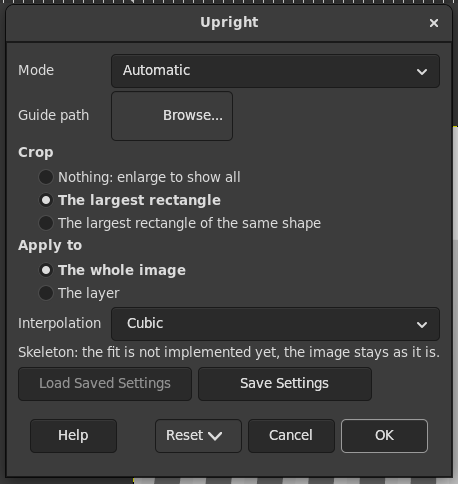 Upright
Mode Automatic
Guide path Browse...
Crop
Nothing: enlarge to show all
The largest rectangle
The largest rectangle of the same shape
Apply to
The whole image
The layer
Interpolation Cubic
Skeleton: the fit is not implemented yet, the image stays as it is.
Load Saved Settings Save Settings
Help Reset Cancel OK